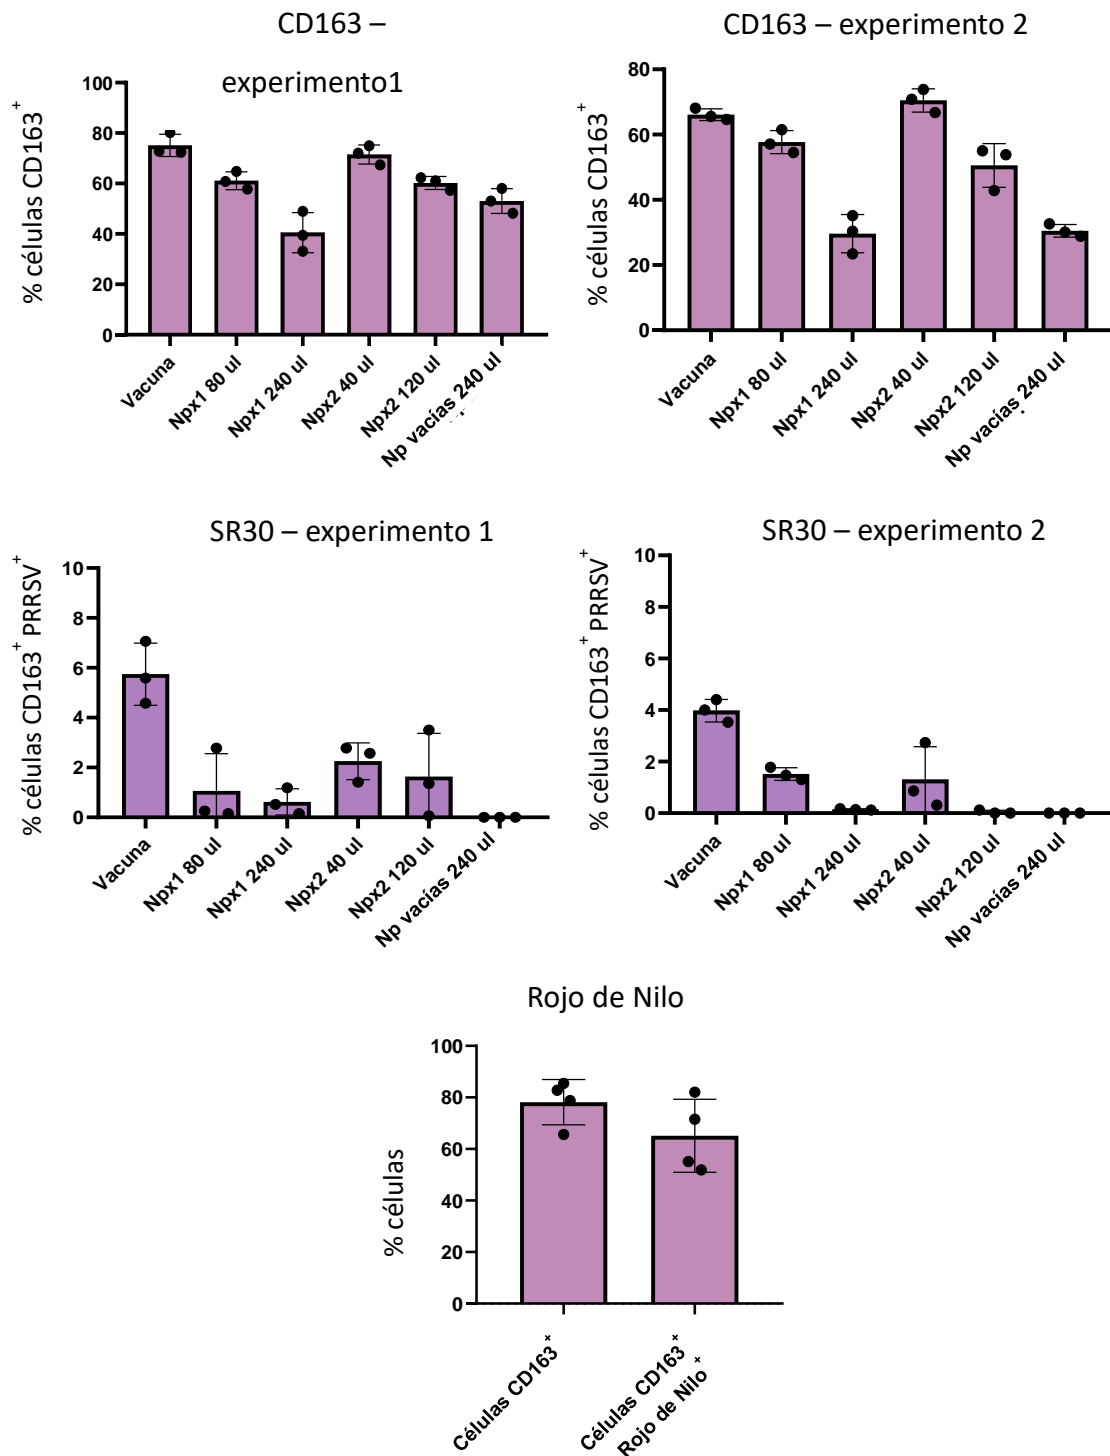 CD163 –
experimento1
% células CD163+
100
80
60
40
20
0
Vacuna
Npx1 80 ul
Npx1 240 ul
Npx2 40 ul
Npx2 120 ul
Np vacías 240 ul
CD163 – experimento 2
% células CD163+
80
60
40
20
0
Vacuna
Npx1 80 ul
Npx1 240 ul
Npx2 40 ul
Npx2 120 ul
Np vacías 240 ul
SR30 – experimento 1
% células CD163+ PRRSV+
10
8
6
4
2
0
Vacuna
Npx1 80 ul
Npx1 240 ul
Npx2 40 ul
Npx2 120 ul
Np vacías 240 ul
SR30 – experimento 2
% células CD163+ PRRSV+
10
8
6
4
2
0
Vacuna
Npx1 80 ul
Npx1 240 ul
Npx2 40 ul
Npx2 120 ul
Np vacías 240 ul
Rojo de Nilo
% células
100
80
60
40
20
0
Células CD163+
Células CD163+
Rojo de Nilo+